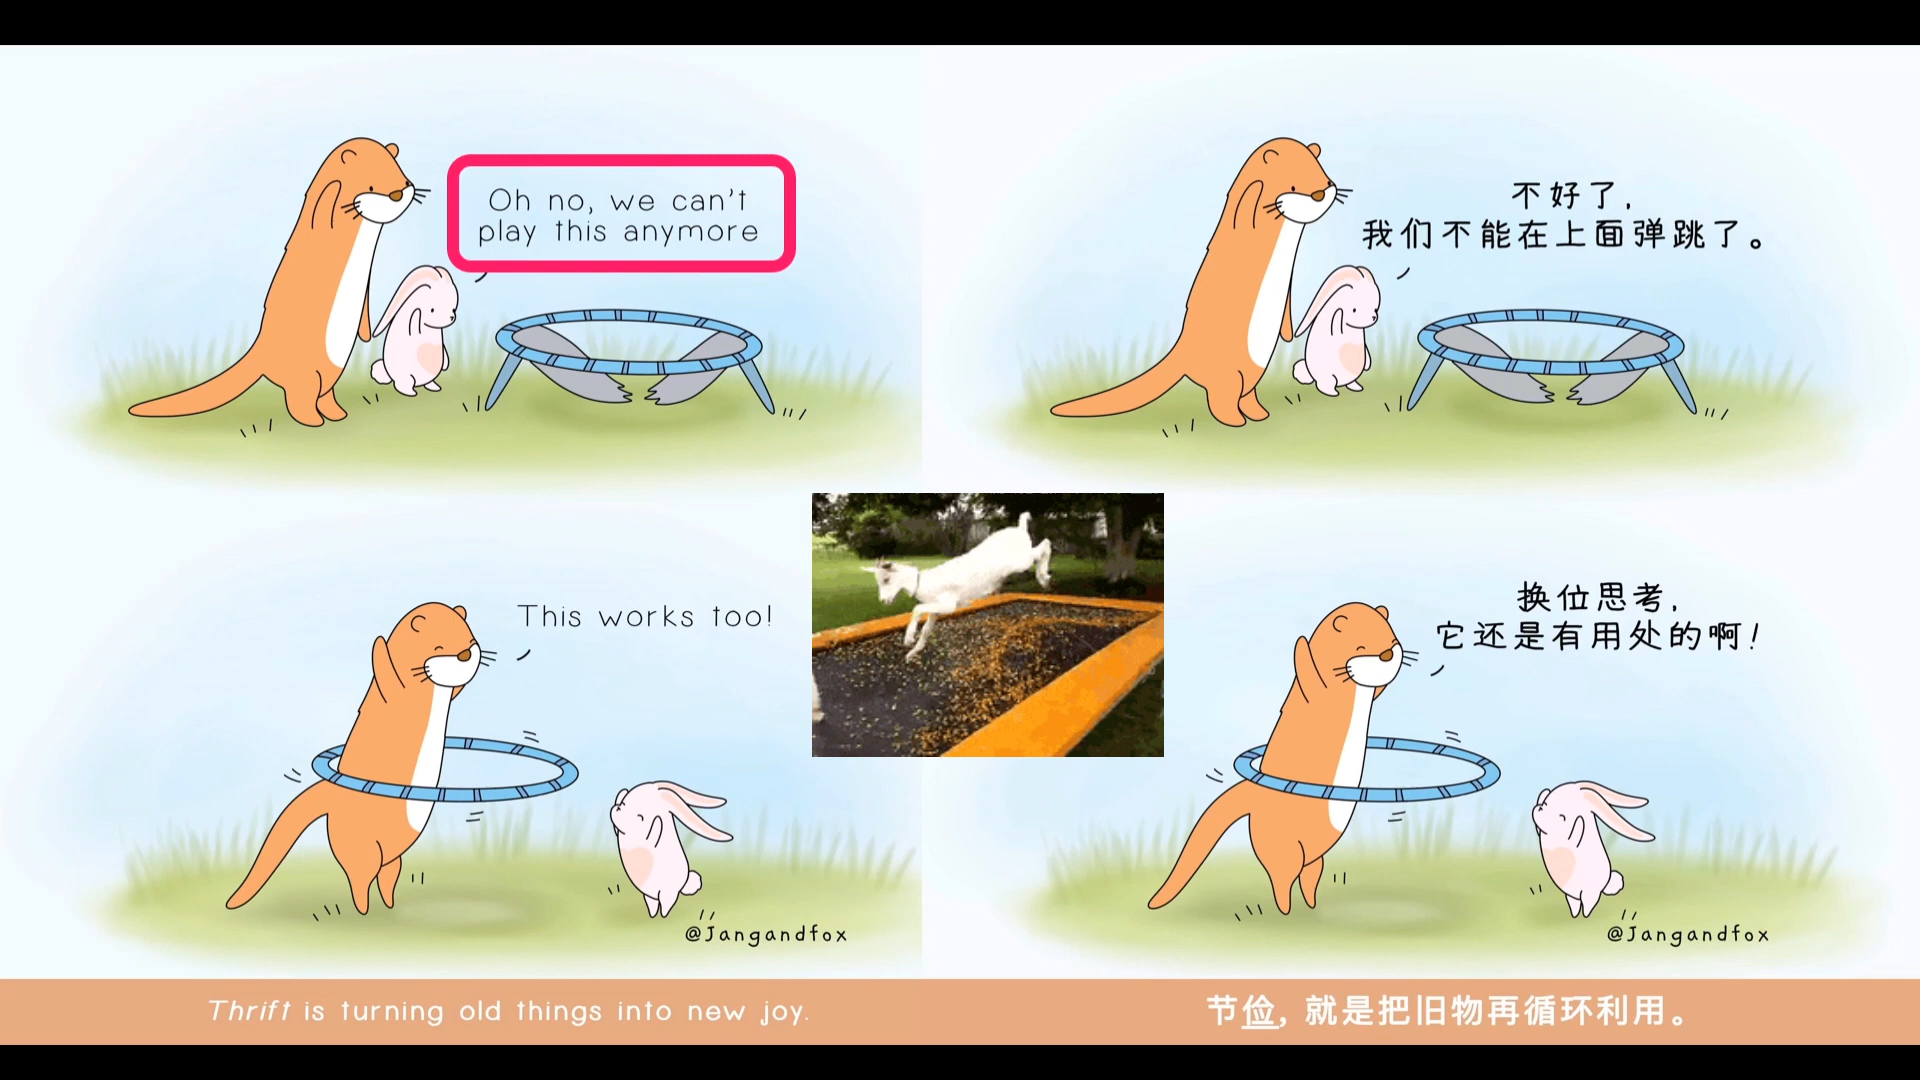 Oh no, we can't
play this anymore
不好了,
我们不能在上面弹跳了。
This works too!
换位思考,
它还是有用处的啊!
@Jangandfox
@Jangandfox
Thrift is turning old things into new joy.
节俭, 就是把旧物再循环利用。